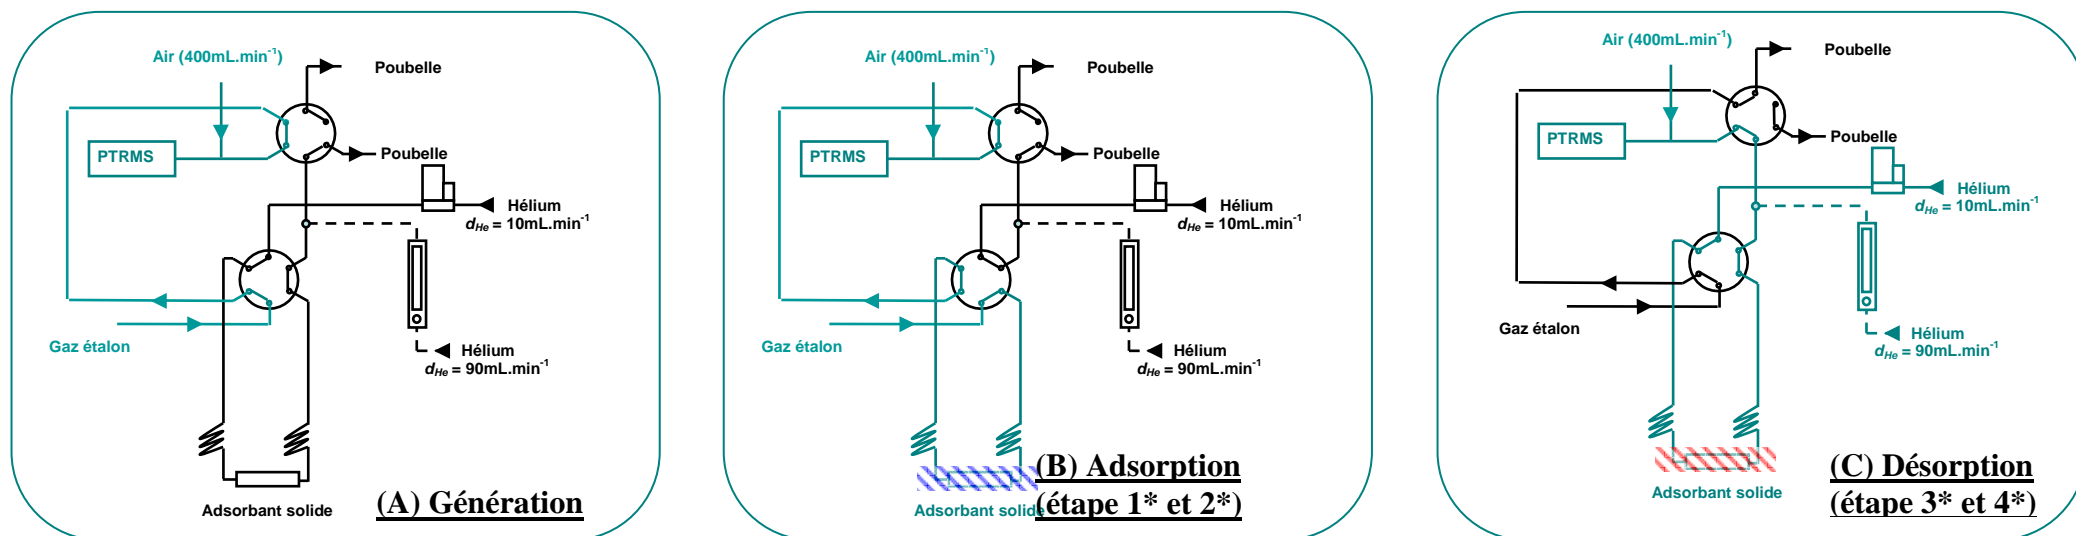 Air (400mL.min-1)
Poubelle
PTRMS
Poubelle
Hélium
dHe = 10mL.min-1
Gaz étalon
Hélium
dHe = 90mL.min-1
Adsorbant solide
(A) Génération
Air (400mL.min-1)
Poubelle
PTRMS
Poubelle
Hélium
dHe = 10mL.min-1
Gaz étalon
Hélium
dHe = 90mL.min-1
Adsorbant solide
(B) Adsorption
(étape 1* et 2*)
Air (400mL.min-1)
Poubelle
PTRMS
Poubelle
Hélium
dHe = 10mL.min-1
Gaz étalon
Hélium
dHe = 90mL.min-1
Adsorbant solide
(C) Désorption
(étape 3* et 4*)